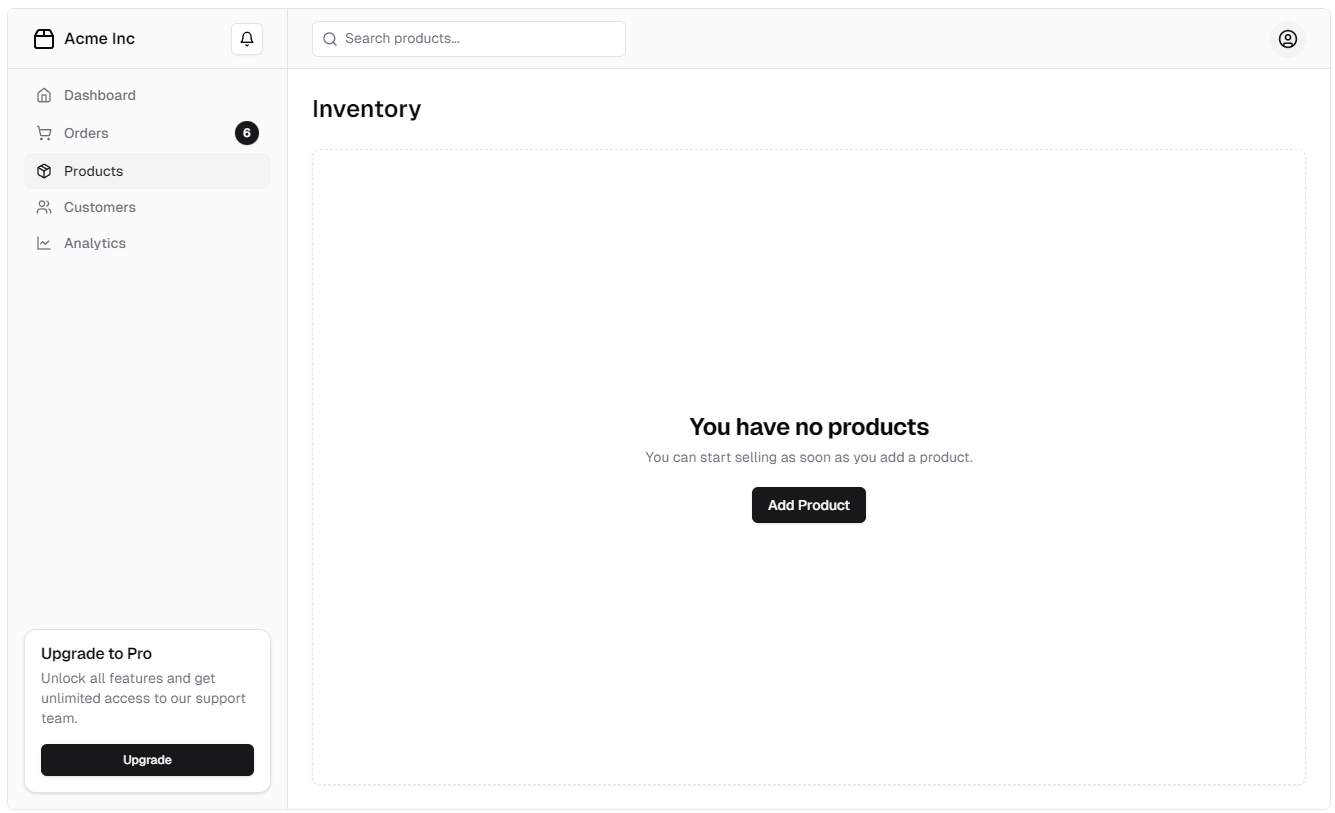 Acme Inc
Search products...
Dashboard
Orders
6
Products
Customers
Analytics
Inventory
You have no products
You can start selling as soon as you add a product.
Add Product
Upgrade to Pro
Unlock all features and get
unlimited access to our support
team.
Upgrade